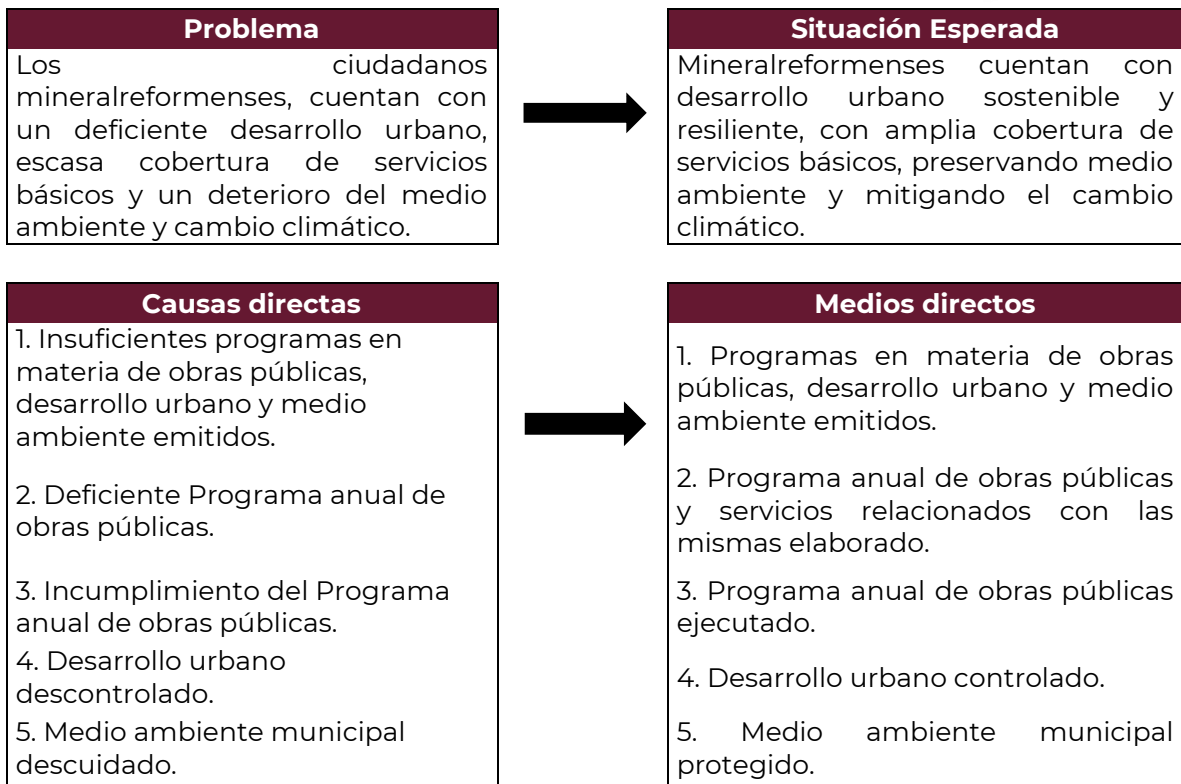 Problema
Los ciudadanos
mineralreformenses, cuentan con
un deficiente desarrollo urbano,
escasa cobertura de servicios
básicos y un deterioro del medio
ambiente y cambio climático.
Situación Esperada
Mineralreformenses cuentan con
desarrollo urbano sostenible y
resiliente, con amplia cobertura de
servicios básicos, preservando medio
ambiente y mitigando el cambio
climático.
Causas directas
1. Insuficientes programas en
materia de obras públicas,
desarrollo urbano y medio
ambiente emitidos.
2. Deficiente Programa anual de
obras públicas.
3. Incumplimiento del Programa
anual de obras públicas.
4. Desarrollo urbano
descontrolado.
5. Medio ambiente municipal
descuidado.
Medios directos
1. Programas en materia de obras
públicas, desarrollo urbano y medio
ambiente emitidos.
2. Programa anual de obras públicas
y servicios relacionados con las
mismas elaborado.
3. Programa anual de obras públicas
ejecutado.
4. Desarrollo urbano controlado.
5. Medio ambiente municipal
protegido.